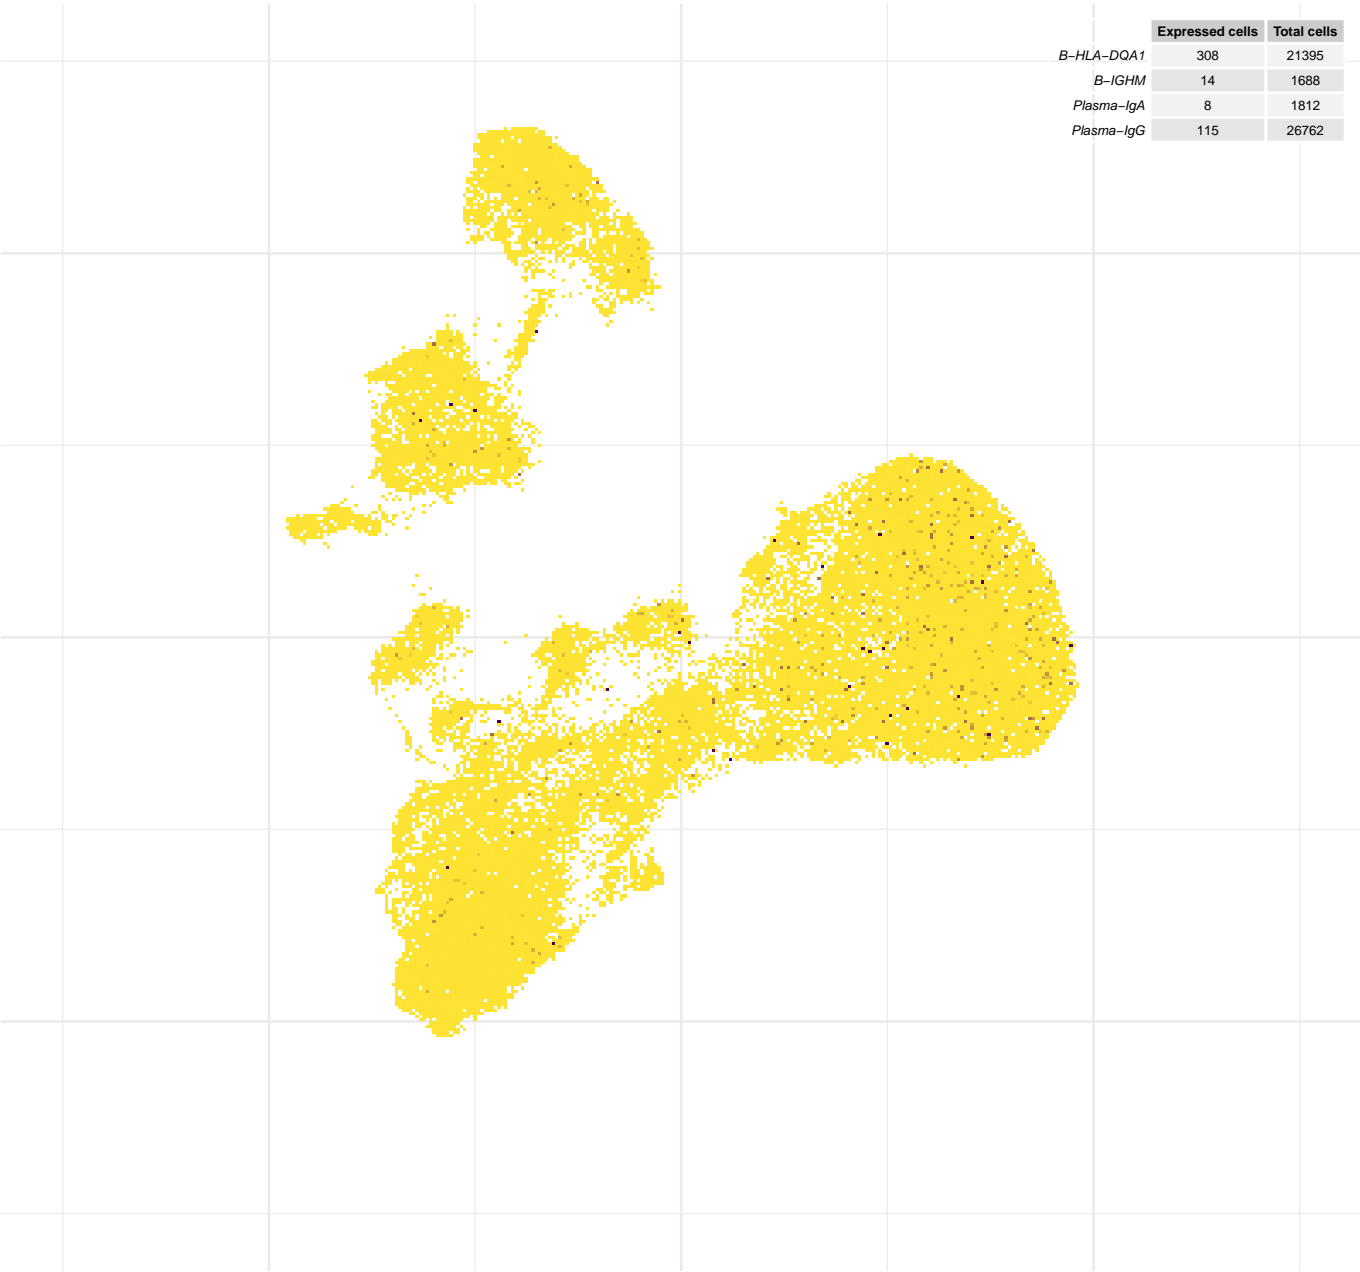 Expressed cells Total cells
B−HLA−DQA1 308 21395
B−IGHM 14 1688
Plasma−IgA 8 1812
Plasma−IgG 115 26762